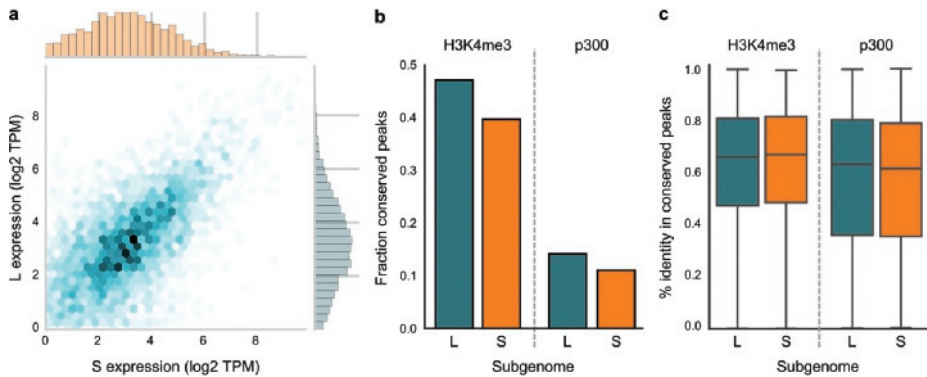 a
L expression (log2 TPM)
8
6
4
2
0
0 2 4 6 8
S expression (log2 TPM)
b
H3K4me3 p300
Fraction conserved peaks
0.5
0.4
0.3
0.2
0.1
0.0
L S L S
Subgenome
c
H3K4me3 p300
% identity in conserved peaks
1.0
0.8
0.6
0.4
0.2
0.0
L S L S
Subgenome